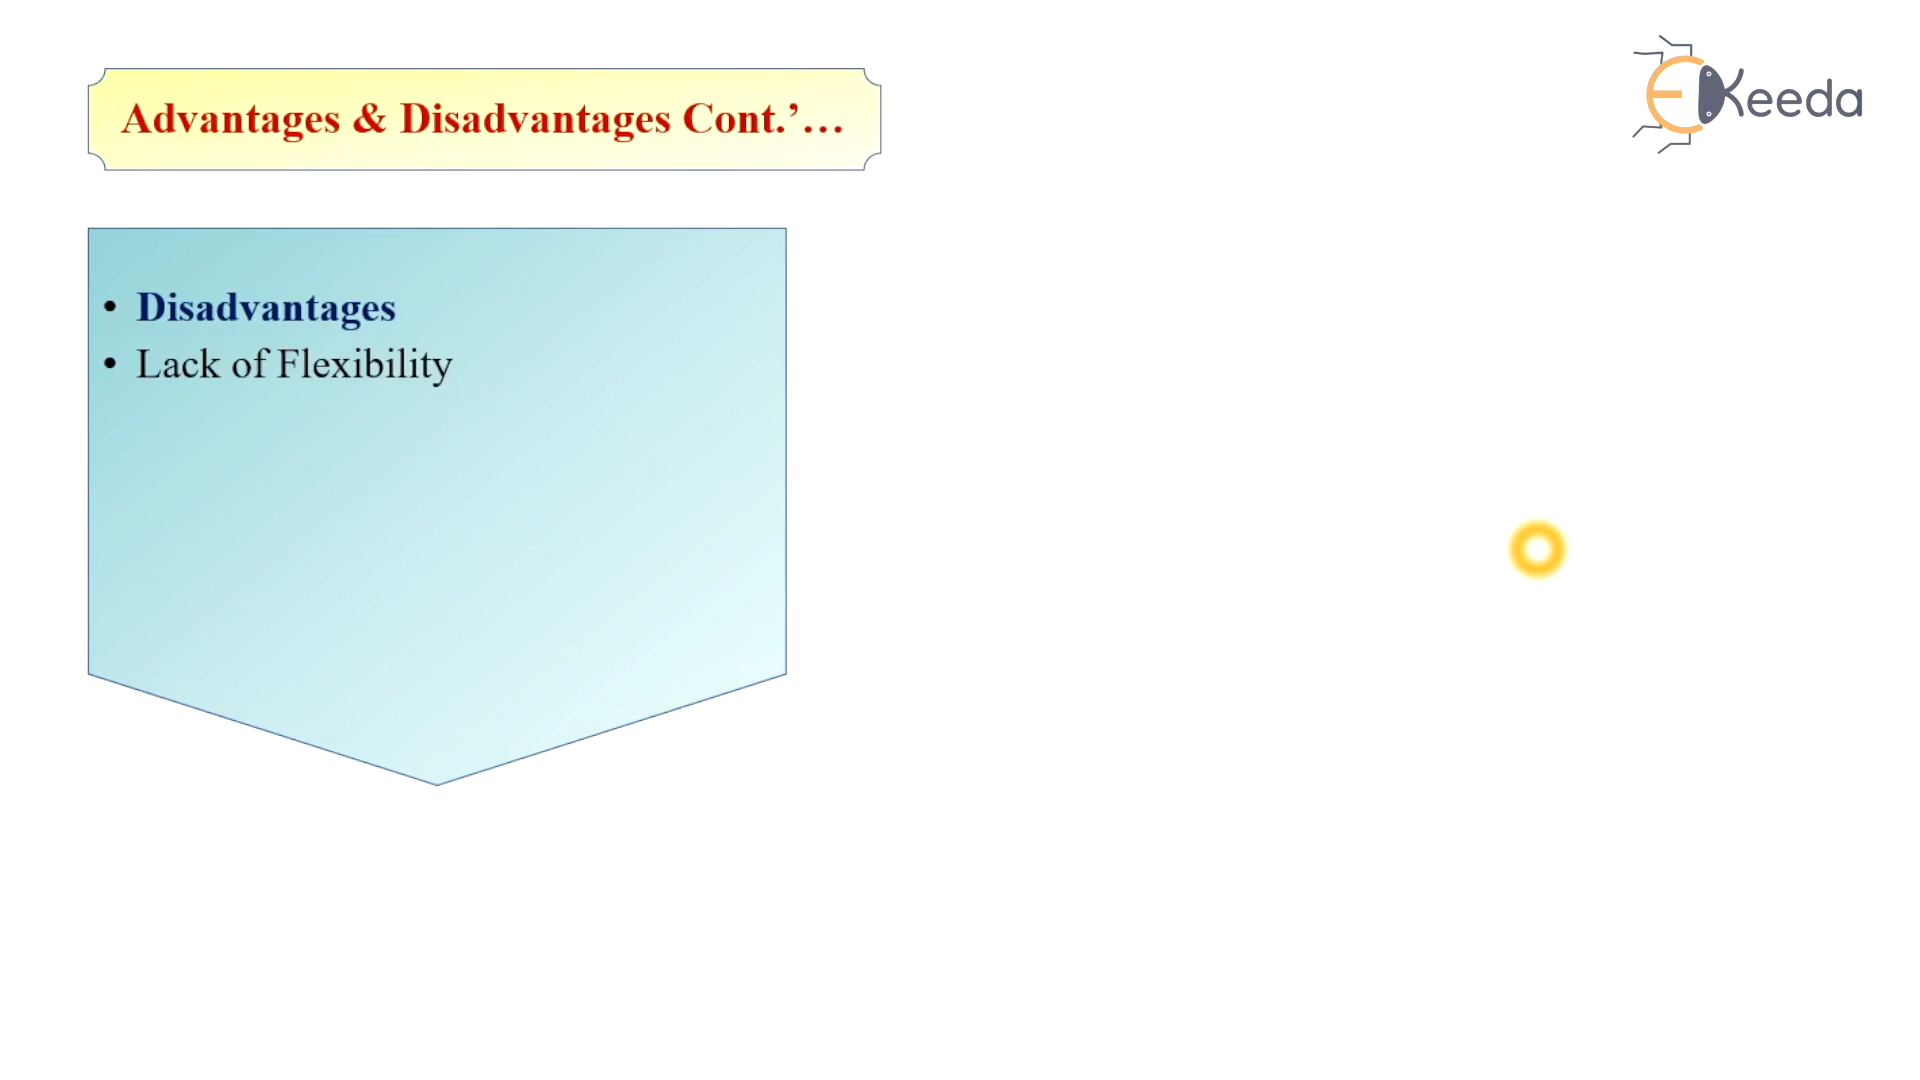 Advantages & Disadvantages Cont.’…
EKeeda
• Disadvantages
• Lack of Flexibility